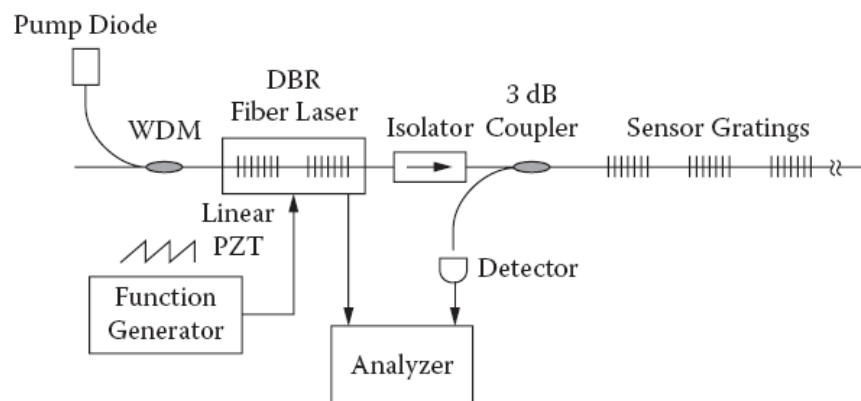 Pump Diode
WDM
DBR
Fiber Laser
Isolator
3 dB
Coupler
Sensor Gratings
Linear
PZT
Function
Generator
Detector
Analyzer